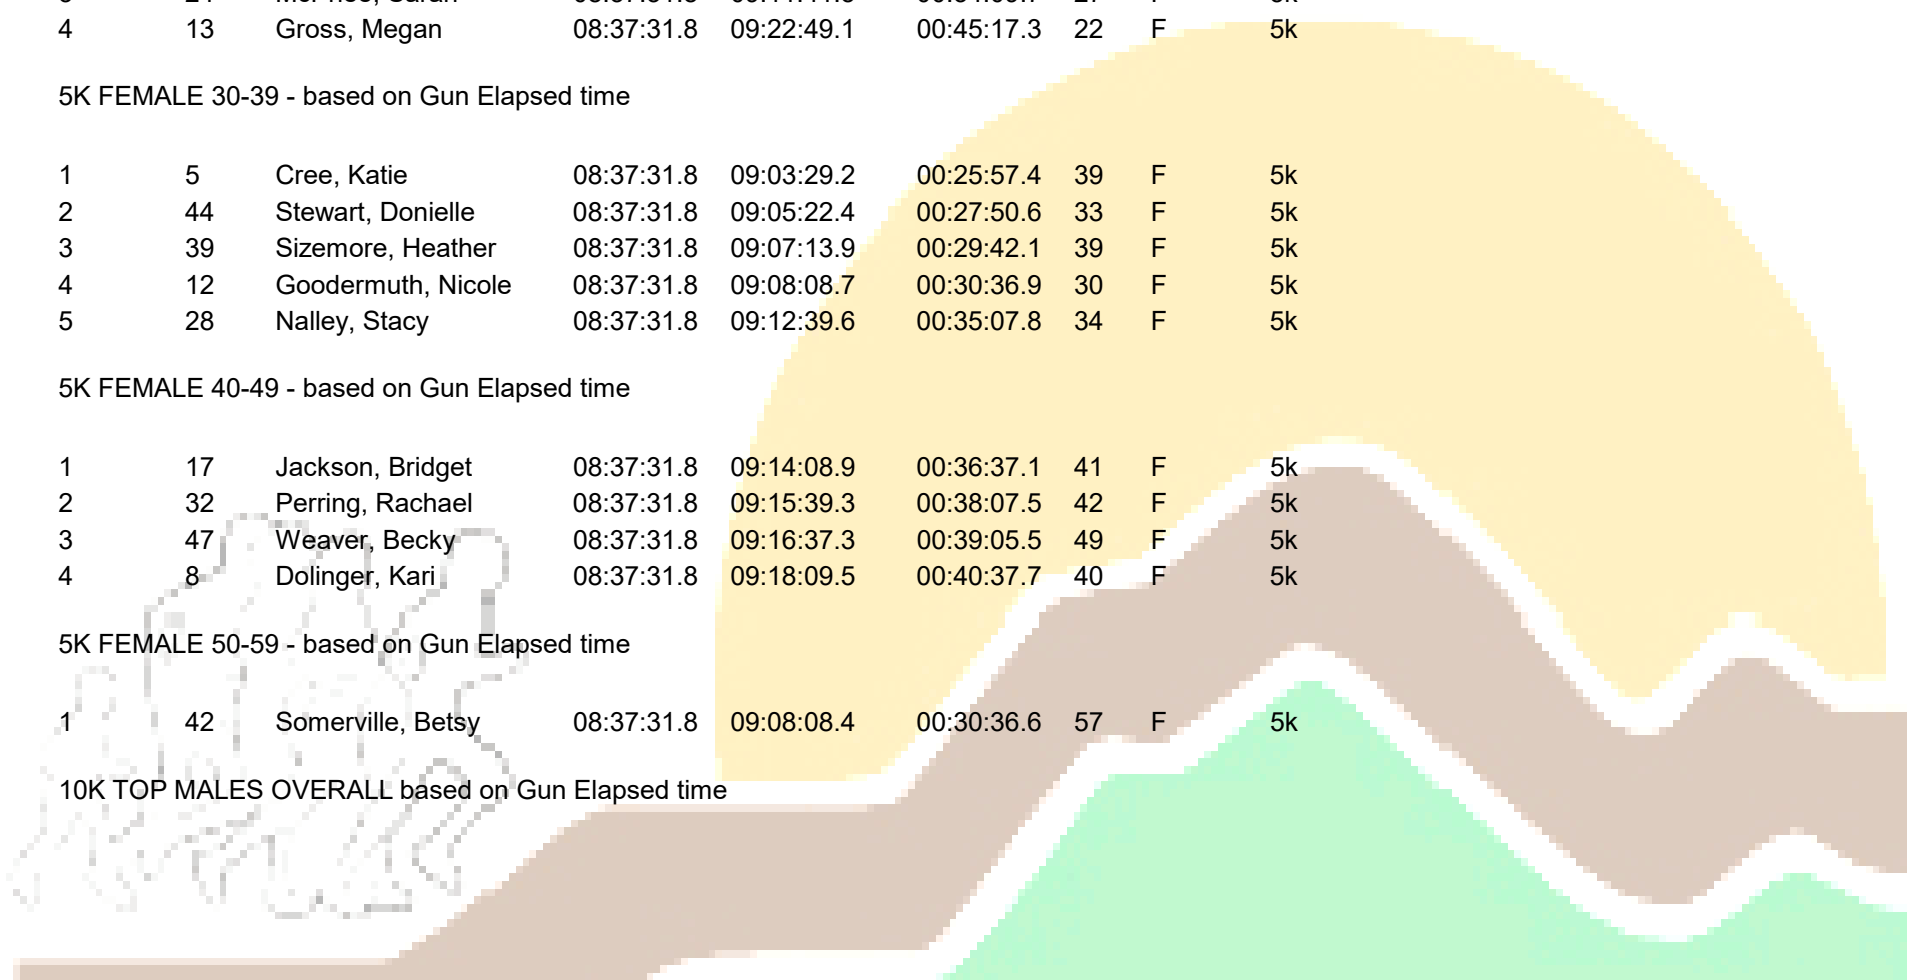 4 13 Gross, Megan 08:37:31.8 09:22:49.1 00:45:17.3 22 F 5k
5K FEMALE 30-39 - based on Gun Elapsed time
1 5 Cree, Katie 08:37:31.8 09:03:29.2 00:25:57.4 39 F 5k
2 44 Stewart, Donielle 08:37:31.8 09:05:22.4 00:27:50.6 33 F 5k
3 39 Sizemore, Heather 08:37:31.8 09:07:13.9 00:29:42.1 39 F 5k
4 12 Goodermuth, Nicole 08:37:31.8 09:08:08.7 00:30:36.9 30 F 5k
5 28 Nalley, Stacy 08:37:31.8 09:12:39.6 00:35:07.8 34 F 5k
5K FEMALE 40-49 - based on Gun Elapsed time
1 17 Jackson, Bridget 08:37:31.8 09:14:08.9 00:36:37.1 41 F 5k
2 32 Perring, Rachael 08:37:31.8 09:15:39.3 00:38:07.5 42 F 5k
3 47 Weaver, Becky 08:37:31.8 09:16:37.3 00:39:05.5 49 F 5k
4 8 Dolinger, Kari 08:37:31.8 09:18:09.5 00:40:37.7 40 F 5k
5K FEMALE 50-59 - based on Gun Elapsed time
1 42 Somerville, Betsy 08:37:31.8 09:08:08.4 00:30:36.6 57 F 5k
10K TOP MALES OVERALL based on Gun Elapsed time